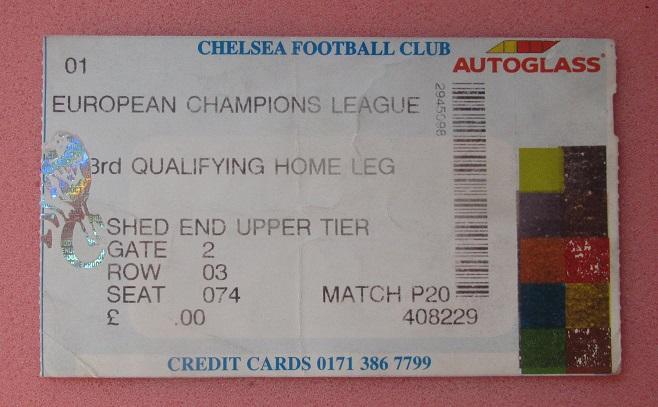 CHELSEA FOOTBALL CLUB
AUTOGLASS
01
EUROPEAN CHAMPIONS LEAGUE
2945098
3rd QUALIFYING HOME LEG
SHED END UPPER TIER
GATE 2
ROW 03
SEAT 074 MATCH P20
£ .00 408229
CREDIT CARDS 0171 386 7799